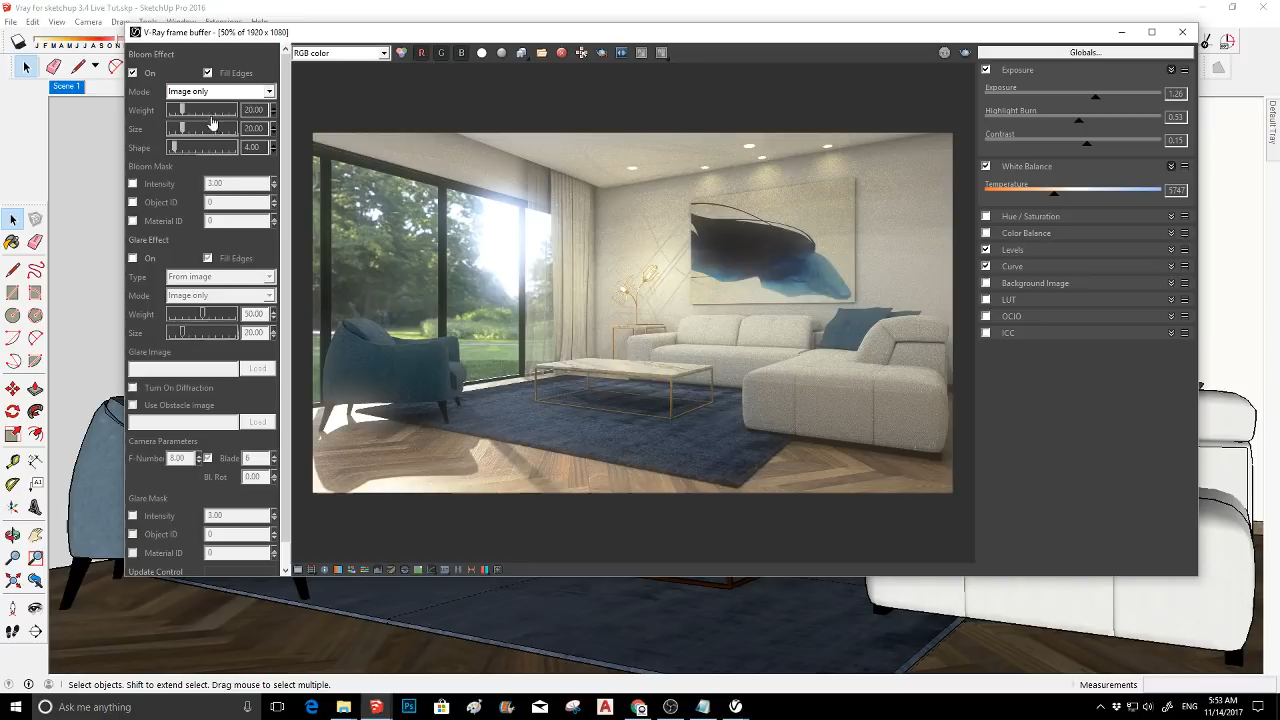 Vray for sketchup 3.4 Live Tut.skp - SketchUp Pro 2016
File Edit View Camera Draw
V-Ray frame buffer - [50% of 1920 x 1080]
J F M A M J J A S O N D
Scene 1
Bloom Effect
On Fill Edges
Mode Image only
Weight 20.00
Size 20.00
Shape 4.00
Bloom Mask
Intensity 3.00
Object ID 0
Material ID 0
Glare Effect
On Fill Edges
Type From image
Mode Image only
Weight 50.00
Size 20.00
Glare Image
Load
Turn On Diffraction
Use Obstacle image
Load
Camera Parameters
F-Number 8.00 Blade 6
Bl. Rot 0.00
Glare Mask
Intensity 3.00
Object ID 0
Material ID 0
Update Control
RGB color
R G B
Globals...
Exposure
Exposure
1.26
Highlight Burn
0.53
Contrast
0.15
White Balance
Temperature
5747
Hue / Saturation
Color Balance
Levels
Curve
Background Image
LUT
OCIO
ICC
Default Tray
Select objects. Shift to extend select. Drag mouse to select multiple.
Measurements
Ask me anything
5:53 AM
11/14/2017